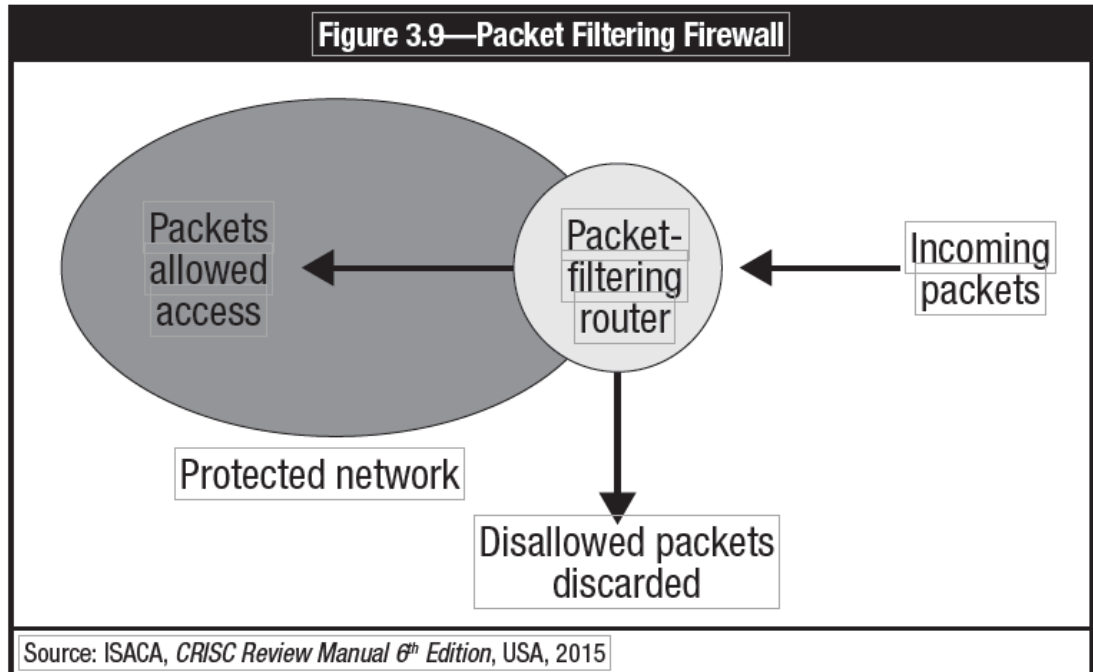 Figure 3.9—Packet Filtering Firewall
Packets
allowed
access
Packet-
filtering
router
Incoming
packets
Protected network
Disallowed packets
discarded
Source: ISACA, CRISC Review Manual 6th Edition, USA, 2015